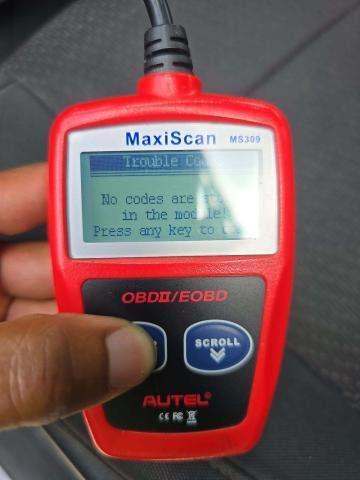 MaxiScan MS309
Trouble
No codes are
in the module!
Press any key to
OBDII/EOBD
SCROLL
AUTEL
CE FC